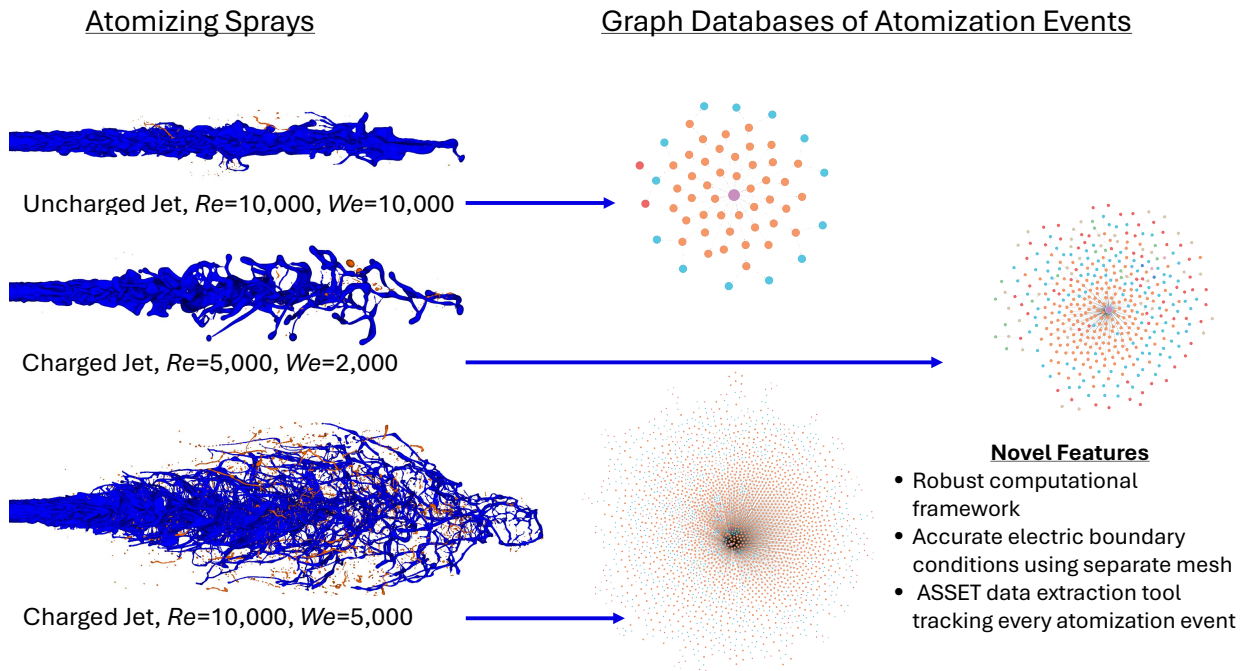 Atomizing Sprays
Graph Databases of Atomization Events
Uncharged Jet, Re=10,000, We=10,000
Charged Jet, Re=5,000, We=2,000
Charged Jet, Re=10,000, We=5,000
Novel Features
• Robust computational
framework
• Accurate electric boundary
conditions using separate mesh
• ASSET data extraction tool
tracking every atomization event